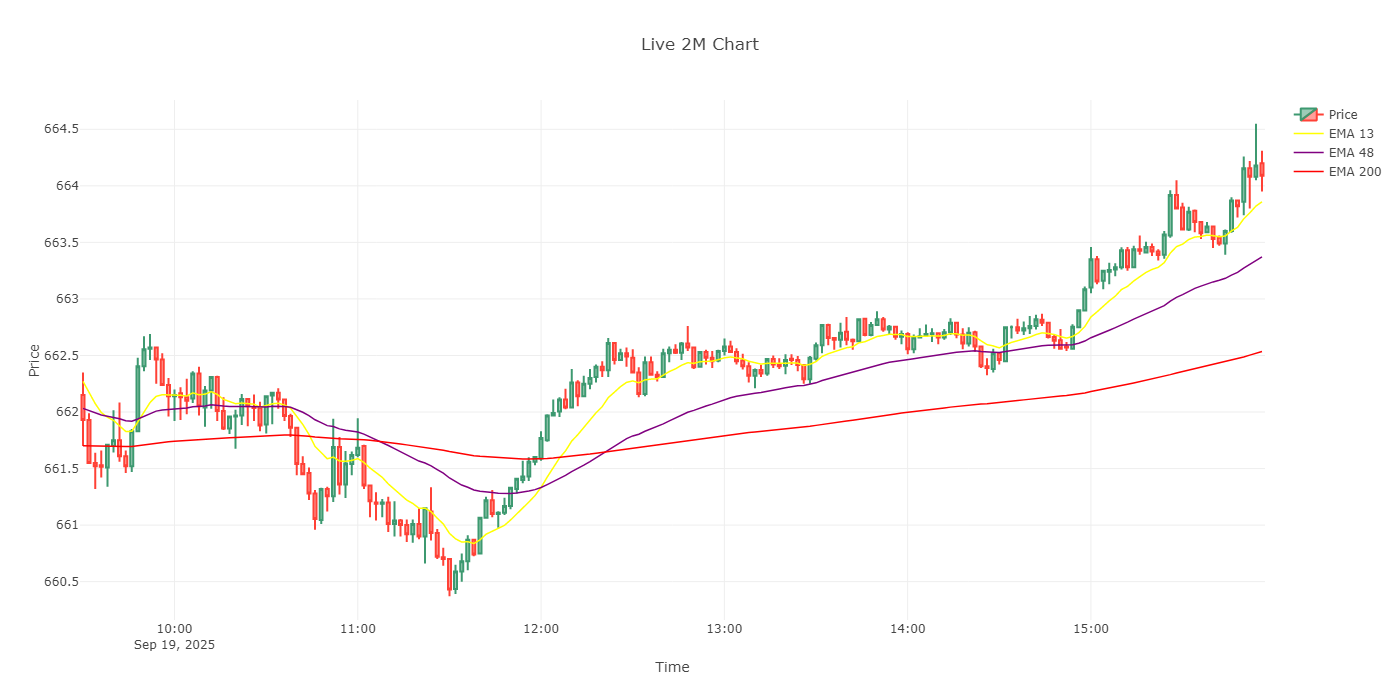 Live 2M Chart
Price
EMA 13
EMA 48
EMA 200
664.5
664
663.5
663
662.5
662
661.5
661
660.5
Price
10:00
Sep 19, 2025
11:00
12:00
13:00
14:00
15:00
Time